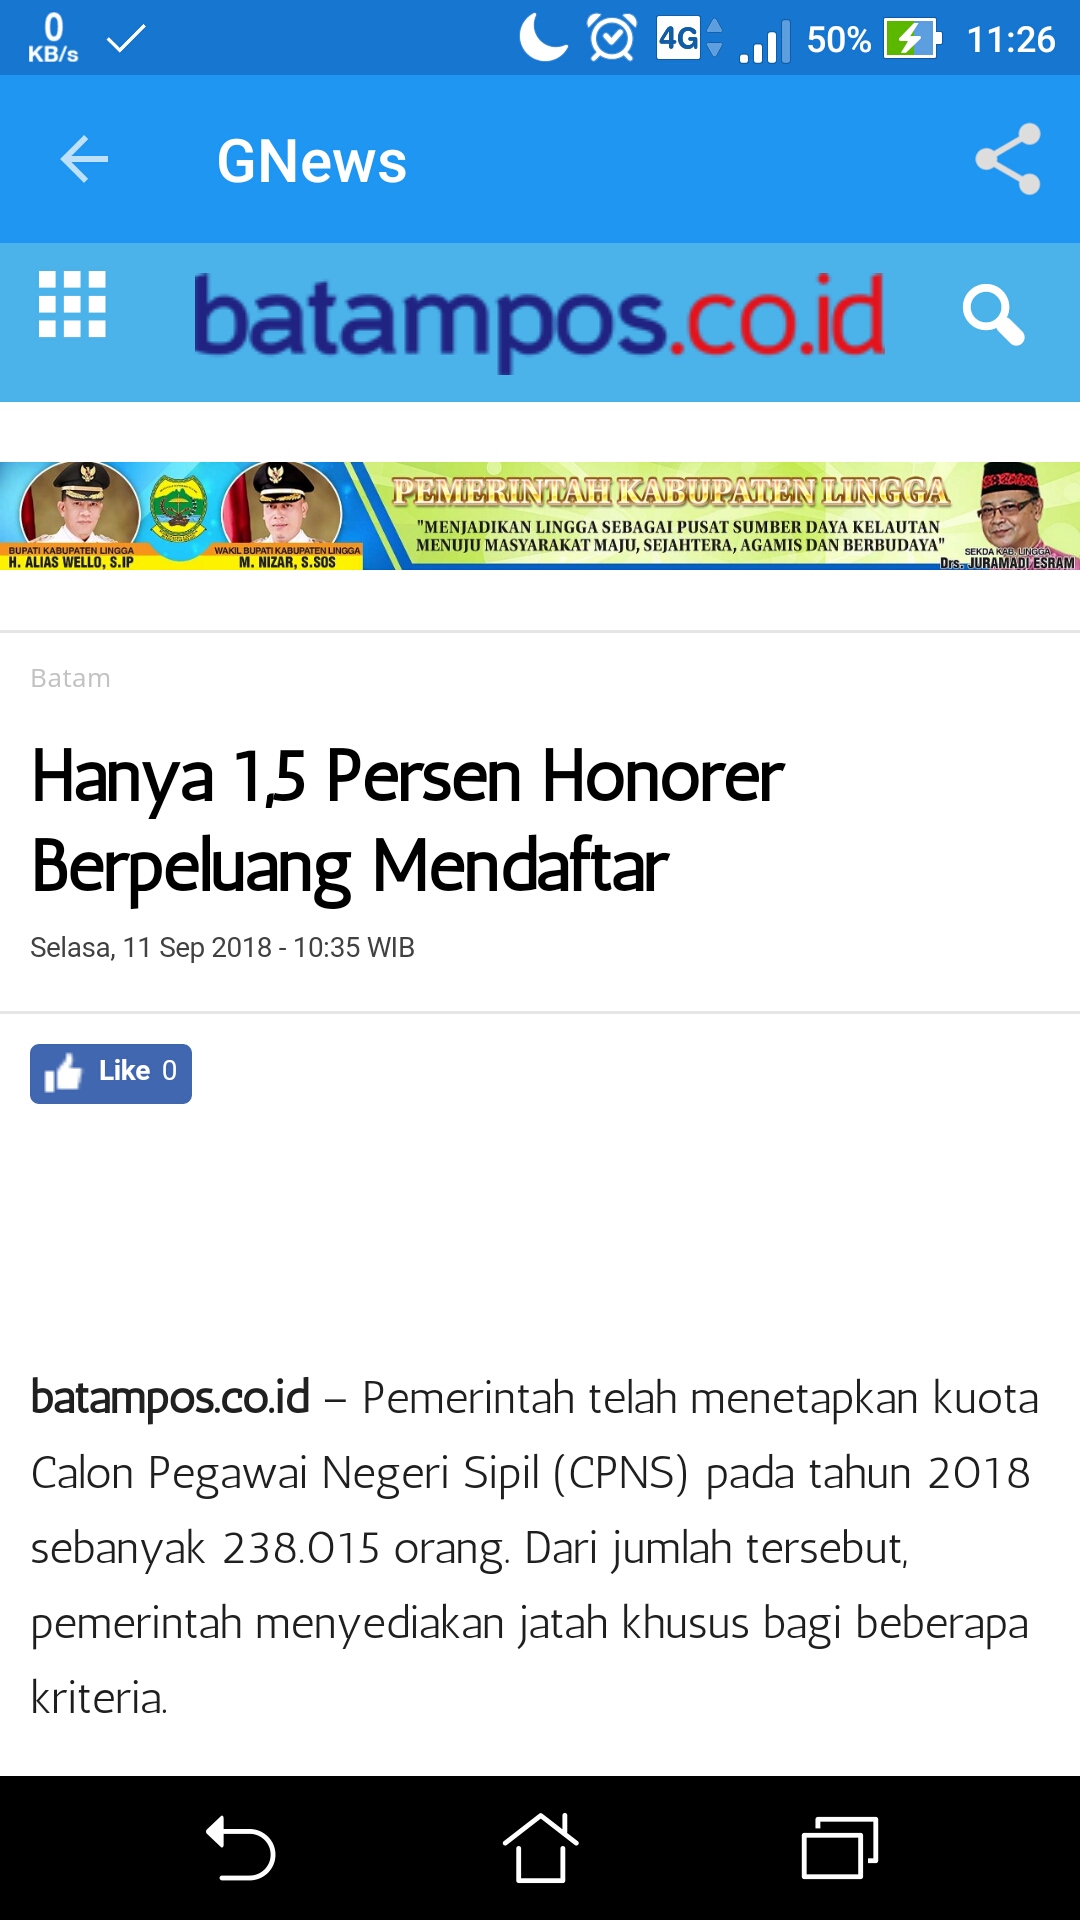 0
KB/s
4G
50%
11:26
GNews
batampos.co.id
PEMERINTAH KABUPATEN LINGGA
"MENJADIKAN LINGGA SEBAGAI PUSAT SUMBER DAYA KELAUTAN
MENUJU MASYARAKAT MAJU, SEJAHTERA, AGAMIS DAN BERBUDAYA"
BUPATI KABUPATEN LINGGA
H. ALIAS WELLO, S.IP
WAKIL BUPATI KABUPATEN LINGGA
M. NIZAR, S.SOS
SEKDA KAB. LINGGA
Drs. JURAMADI ESRAM
Batam
Hanya 1,5 Persen Honorer
Berpeluang Mendaftar
Selasa, 11 Sep 2018 - 10:35 WIB
Like 0
batampos.co.id – Pemerintah telah menetapkan kuota
Calon Pegawai Negeri Sipil (CPNS) pada tahun 2018
sebanyak 238.015 orang. Dari jumlah tersebut,
pemerintah menyediakan jatah khusus bagi beberapa
kriteria.